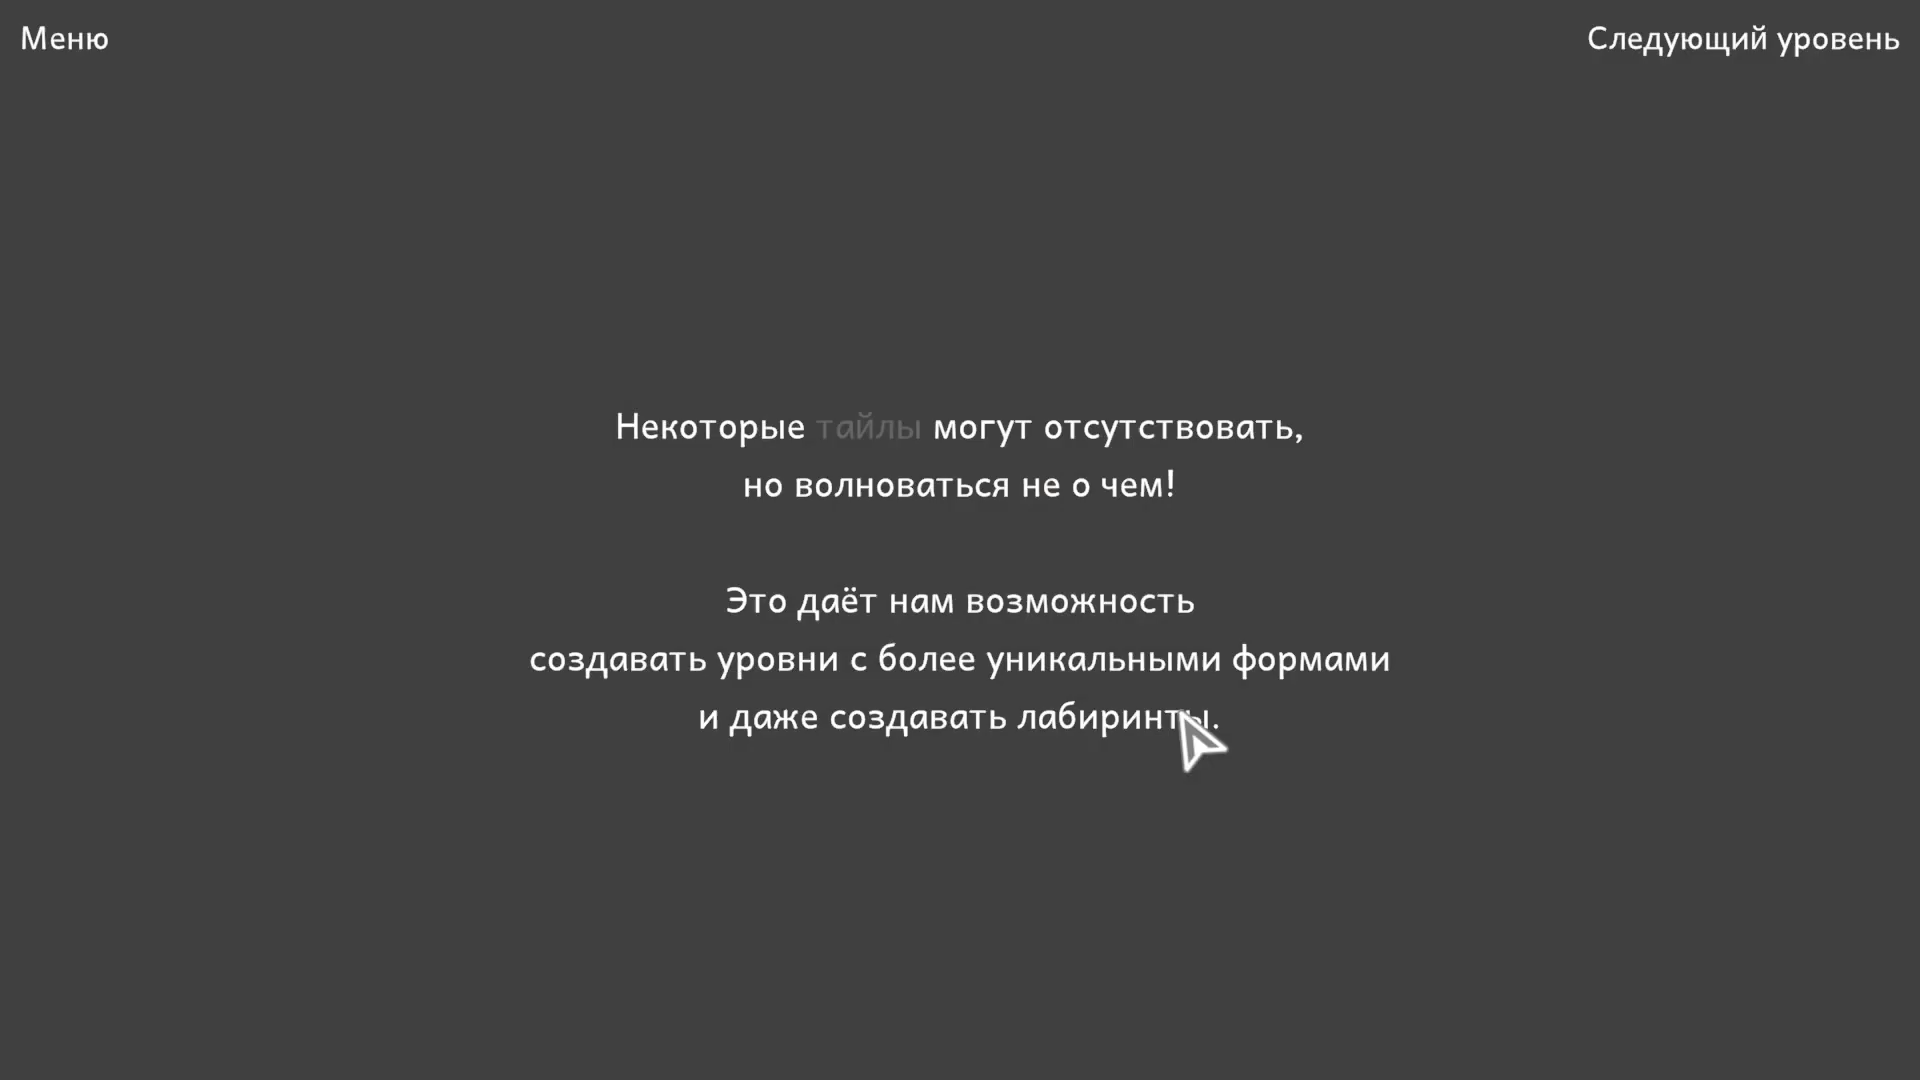 Меню
Следующий уровень
Некоторые тайлы могут отсутствовать,
но волноваться не о чем!
Это даёт нам возможность
создавать уровни с более уникальными формами
и даже создавать лабиринты.